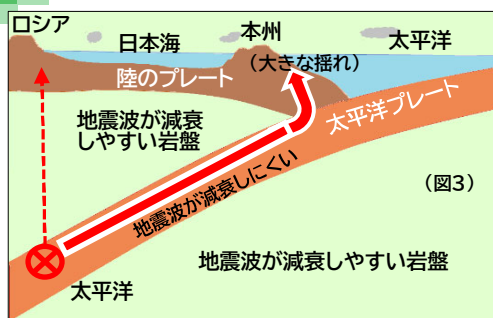 ロシア
日本海
本州
太平洋
(大きな揺れ)
陸のプレート
太平洋プレート
地震波が減衰
しやすい岩盤
地震波が減衰しにくい
(図3)
地震波が減衰しやすい岩盤
太平洋